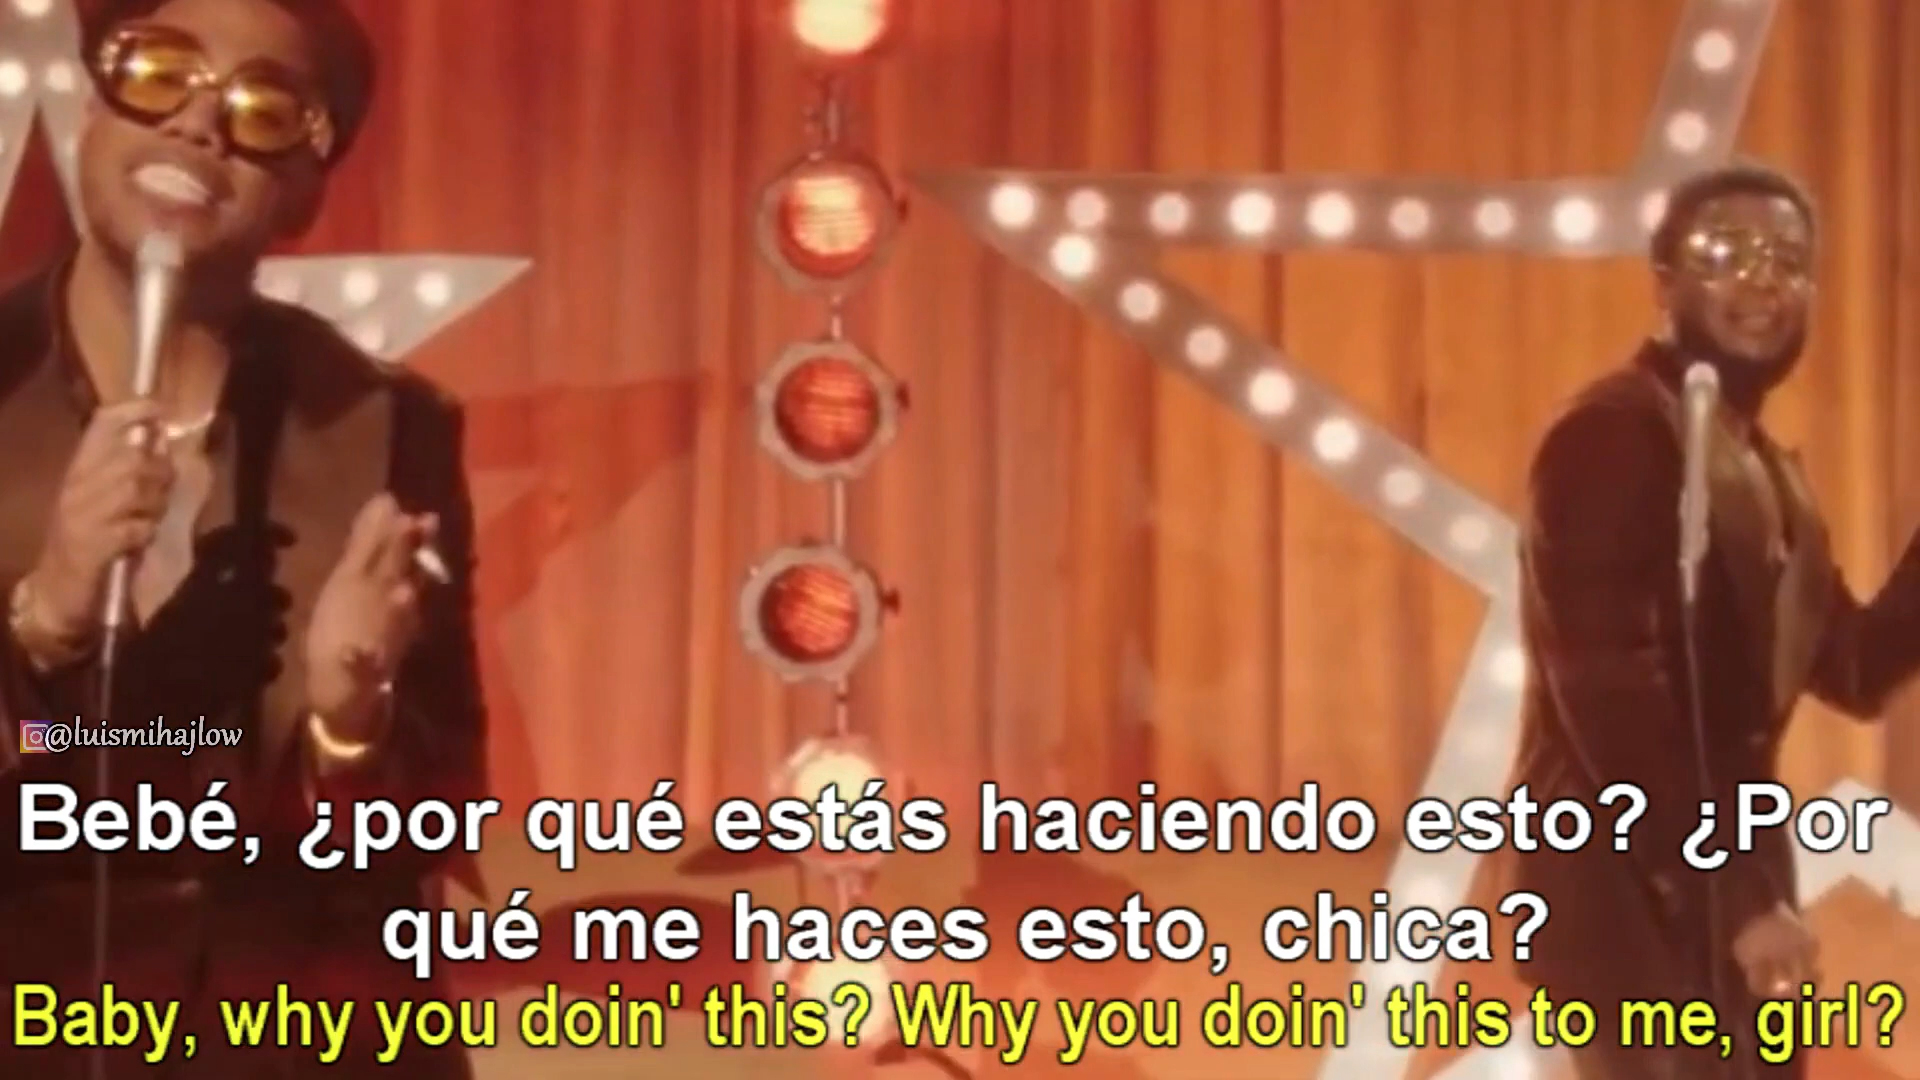 @luismihajlow
Bebé, ¿por qué estás haciendo esto? ¿Por
qué me haces esto, chica?
Baby, why you doin' this? Why you doin' this to me, girl?